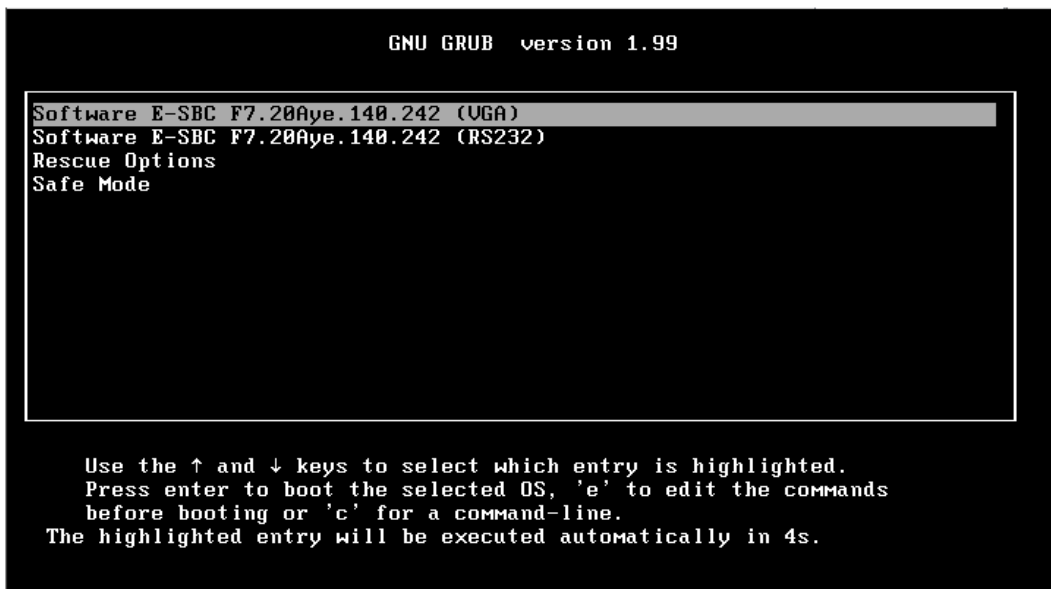 GNU GRUB  version 1.99
Software E-SBC F7.20Aye.140.242 (VGA)
Software E-SBC F7.20Aye.140.242 (RS232)
Rescue Options
Safe Mode
Use the ↑ and ↓ keys to select which entry is highlighted.
Press enter to boot the selected OS, 'e' to edit the commands
before booting or 'c' for a command-line.
The highlighted entry will be executed automatically in 4s.